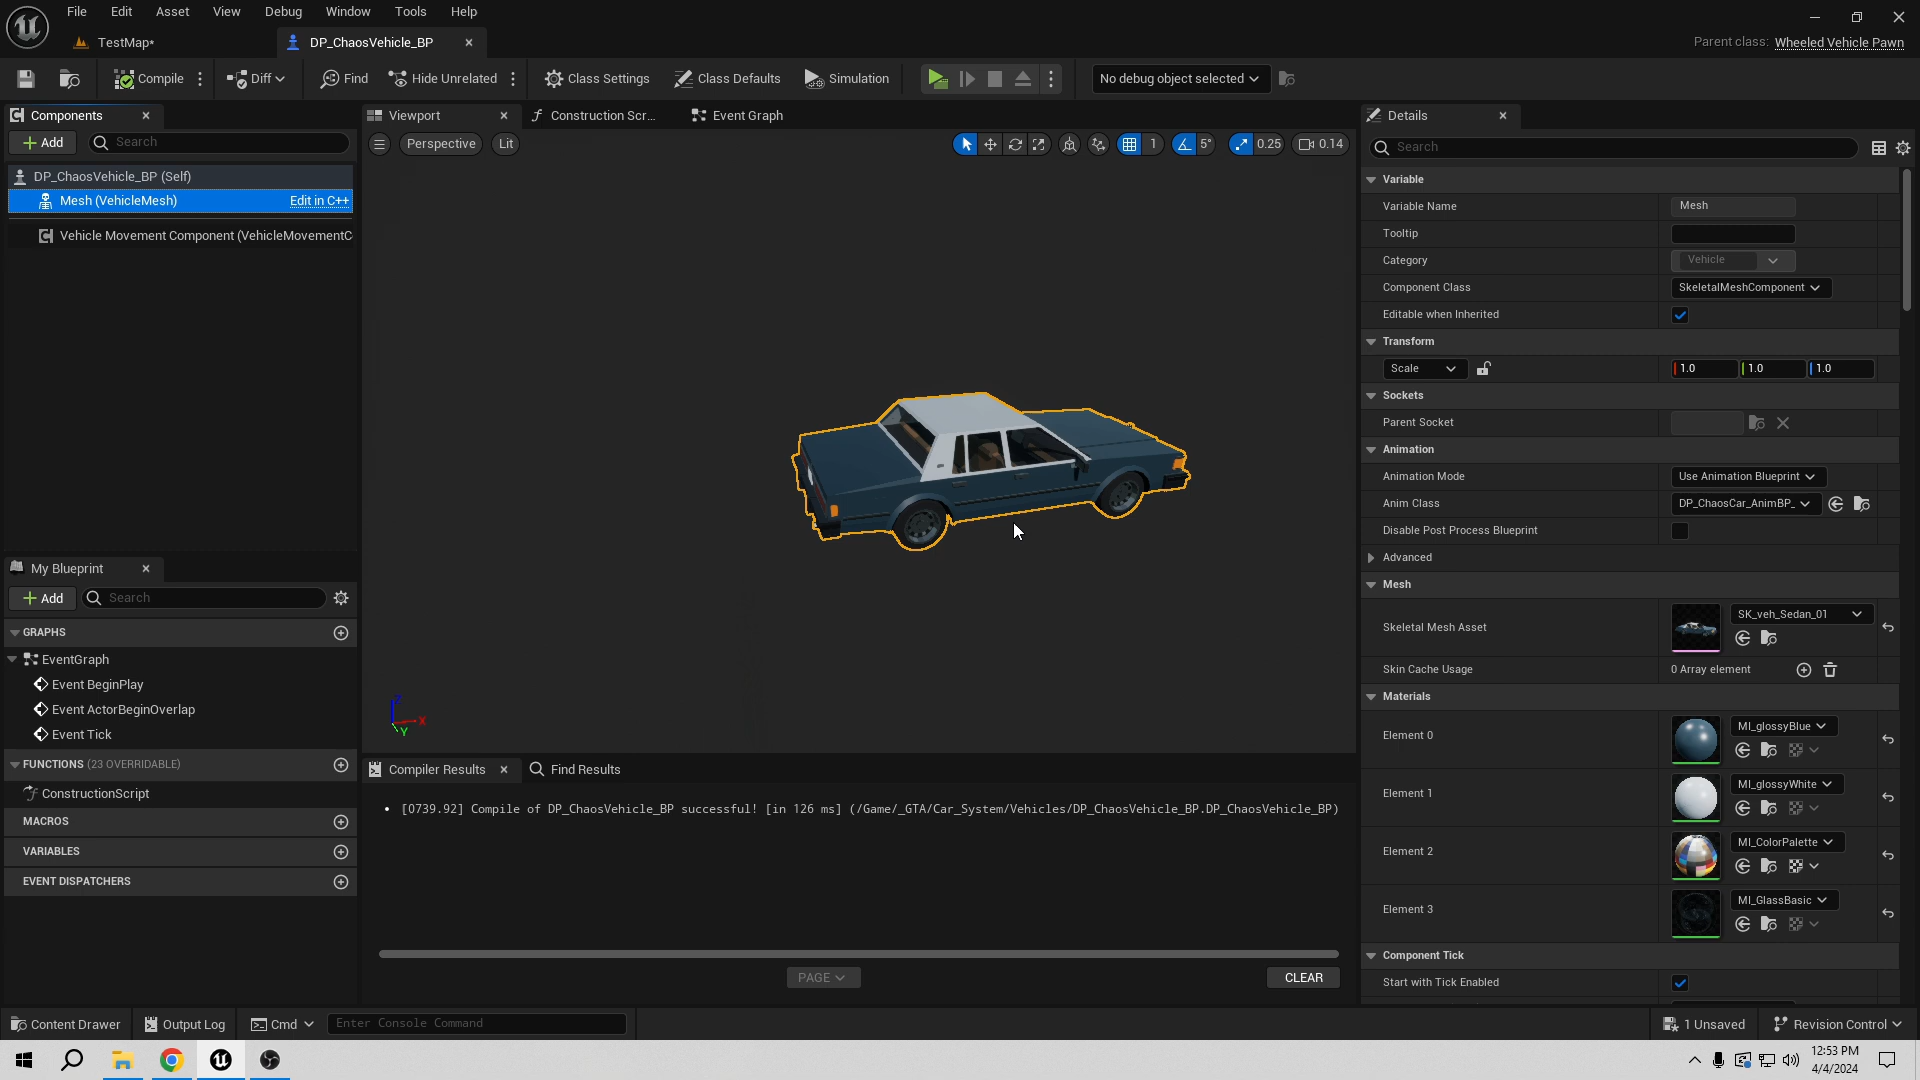 File Edit Asset View Debug Window Tools Help
TestMap*
DP_ChaosVehicle_BP
Parent class: Wheeled Vehicle Pawn
Compile
Diff
Find
Hide Unrelated
Class Settings
Class Defaults
Simulation
No debug object selected
Components
Viewport
Construction Scr...
Event Graph
Details
Add
Search
Perspective
Lit
1
5°
0.25
0.14
Search
DP_ChaosVehicle_BP (Self)
Mesh (VehicleMesh)
Edit in C++
Vehicle Movement Component (VehicleMovementC
Variable
Variable Name
Mesh
Tooltip
Category
Vehicle
Component Class
SkeletalMeshComponent
Editable when Inherited
Transform
Scale
1.0
1.0
1.0
Sockets
Parent Socket
Animation
Animation Mode
Use Animation Blueprint
Anim Class
DP_ChaosCar_AnimBP_
Disable Post Process Blueprint
Advanced
Mesh
Skeletal Mesh Asset
SK_veh_Sedan_01
Skin Cache Usage
0 Array element
Materials
Element 0
MI_glossyBlue
Element 1
MI_glossyWhite
Element 2
MI_ColorPalette
Element 3
MI_GlassBasic
Component Tick
Start with Tick Enabled
My Blueprint
Add
Search
GRAPHS
EventGraph
Event BeginPlay
Event ActorBeginOverlap
Event Tick
FUNCTIONS (23 OVERRIDABLE)
ConstructionScript
MACROS
VARIABLES
EVENT DISPATCHERS
Z
X
Y
Compiler Results
Find Results
[0739.92] Compile of DP_ChaosVehicle_BP successful! [in 126 ms] (/Game/_GTA/Car_System/Vehicles/DP_ChaosVehicle_BP.DP_ChaosVehicle_BP)
PAGE
CLEAR
Content Drawer
Output Log
Cmd
Enter Console Command
1 Unsaved
Revision Control
12:53 PM
4/4/2024